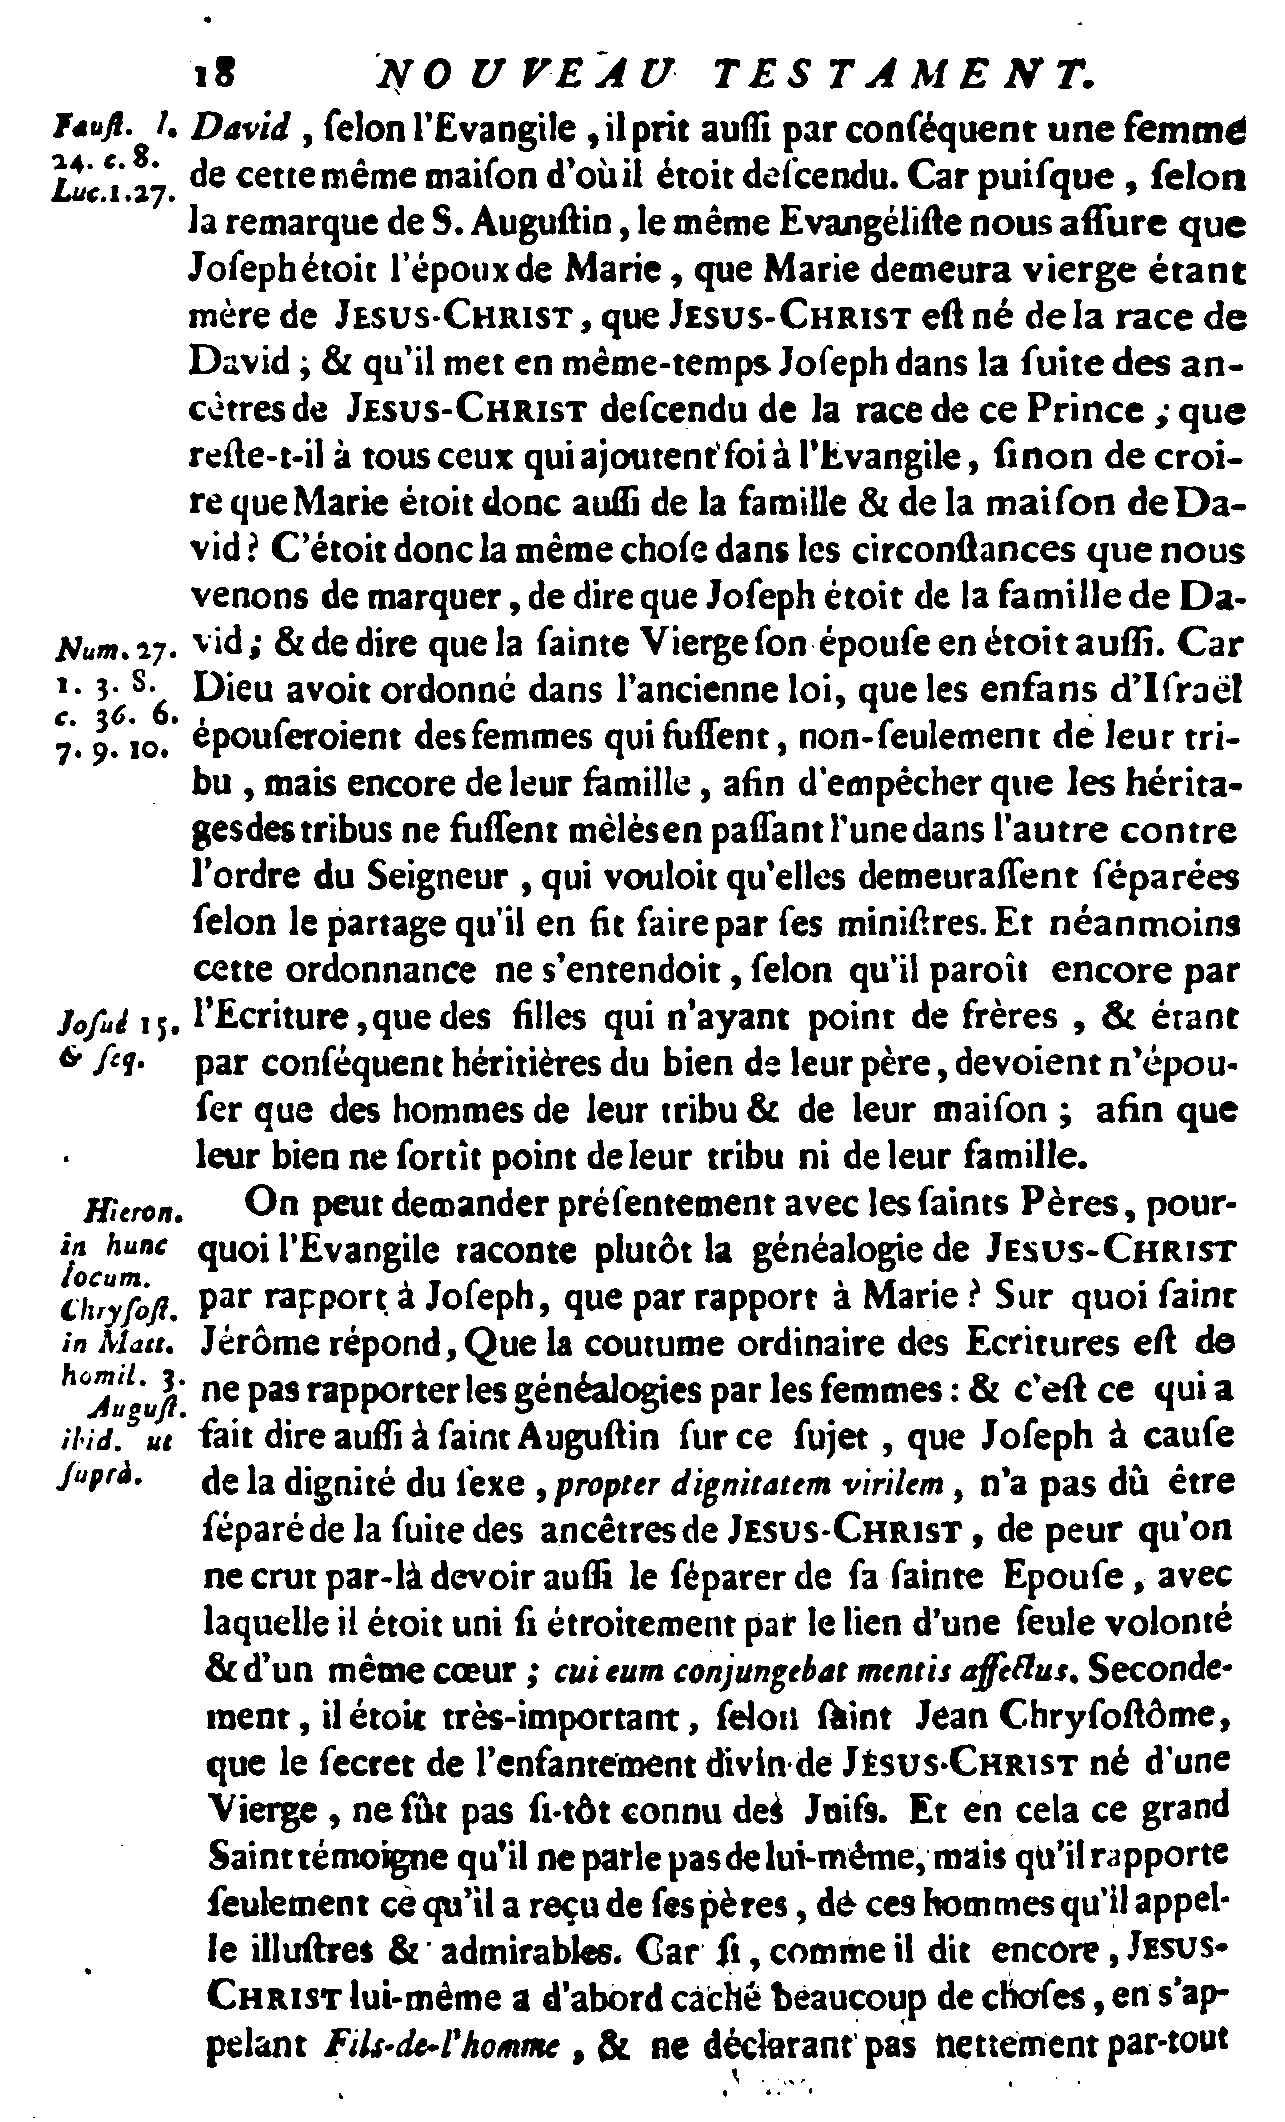 18 NOUVEAU TESTAMENT.
Faust. l.
24. c. 8.
Luc. 1. 27.
David, ſelon l'Evangile, il prit auſſi par conſéquent une femme
de cette même maiſon d'où il étoit deſcendu. Car puiſque, ſelon
la remarque de S. Auguſtin, le même Evangéliſte nous aſſure que
Joſeph étoit l'époux de Marie, que Marie demeura vierge étant
mère de JESUS-CHRIST, que JESUS-CHRIST eſt né de la race de
David; & qu'il met en même-temps Joſeph dans la ſuite des an-
cètres de JESUS-CHRIST deſcendu de la race de ce Prince; que
reſte-t-il à tous ceux qui ajoutent foi à l'Evangile, ſinon de croi-
re que Marie étoit donc auſſi de la famille & de la maiſon de Da-
vid? C'étoit donc la même choſe dans les circonſtances que nous
venons de marquer, de dire que Joſeph étoit de la famille de Da-
Num. 27.
1. 3. 8.
c. 36. 6.
7. 9. 10.
vid; & de dire que la ſainte Vierge ſon épouſe en étoit auſſi. Car
Dieu avoit ordonné dans l'ancienne loi, que les enfans d'Iſraël
épouſeroient des femmes qui fuſſent, non-ſeulement de leur tri-
bu, mais encore de leur famille, afin d'empêcher que les hérita-
ges des tribus ne fuſſent mêlés en paſſant l'une dans l'autre contre
l'ordre du Seigneur, qui vouloit qu'elles demeuraſſent ſéparées
ſelon le partage qu'il en fit faire par ſes miniſtres. Et néanmoins
cette ordonnance ne s'entendoit, ſelon qu'il paroît encore par
Joſué 15.
& ſeq.
l'Ecriture, que des filles qui n'ayant point de frères, & étant
par conſéquent héritières du bien de leur père, devoient n'épou-
ſer que des hommes de leur tribu & de leur maiſon; afin que
leur bien ne ſortît point de leur tribu ni de leur famille.
Hieron.
in hunc
locum.
Chryſoſt.
in Matt.
homil. 3.
Auguſt.
ibid. ut
ſuprà.
On peut demander préſentement avec les ſaints Pères, pour-
quoi l'Evangile raconte plutôt la généalogie de JESUS-CHRIST
par rapport à Joſeph, que par rapport à Marie? Sur quoi ſaint
Jérôme répond, Que la coutume ordinaire des Ecritures eſt de
ne pas rapporter les généalogies par les femmes: & c'eſt ce qui a
fait dire auſſi à ſaint Auguſtin ſur ce ſujet, que Joſeph à cauſe
de la dignité du ſexe, propter dignitatem virilem, n'a pas dû être
ſéparé de la ſuite des ancêtres de JESUS-CHRIST, de peur qu'on
ne crut par-là devoir auſſi le ſéparer de ſa ſainte Epouſe, avec
laquelle il étoit uni ſi étroitement par le lien d'une ſeule volonté
& d'un même cœur; cui eum conjungebat mentis affectus. Seconde-
ment, il étoit très-important, ſelon ſaint Jean Chryſoſtôme,
que le ſecret de l'enfantement divin de JESUS-CHRIST né d'une
Vierge, ne fût pas ſi-tôt connu des Juifs. Et en cela ce grand
Saint témoigne qu'il ne parle pas de lui-même, mais qu'il rapporte
ſeulement ce qu'il a reçu de ſes pères, de ces hommes qu'il appel-
le illuſtres & admirables. Car ſi, comme il dit encore, JESUS-
CHRIST lui-même a d'abord caché beaucoup de choſes, en s'ap-
pelant Fils-de-l'homme, & ne déclarant pas nettement par-tout